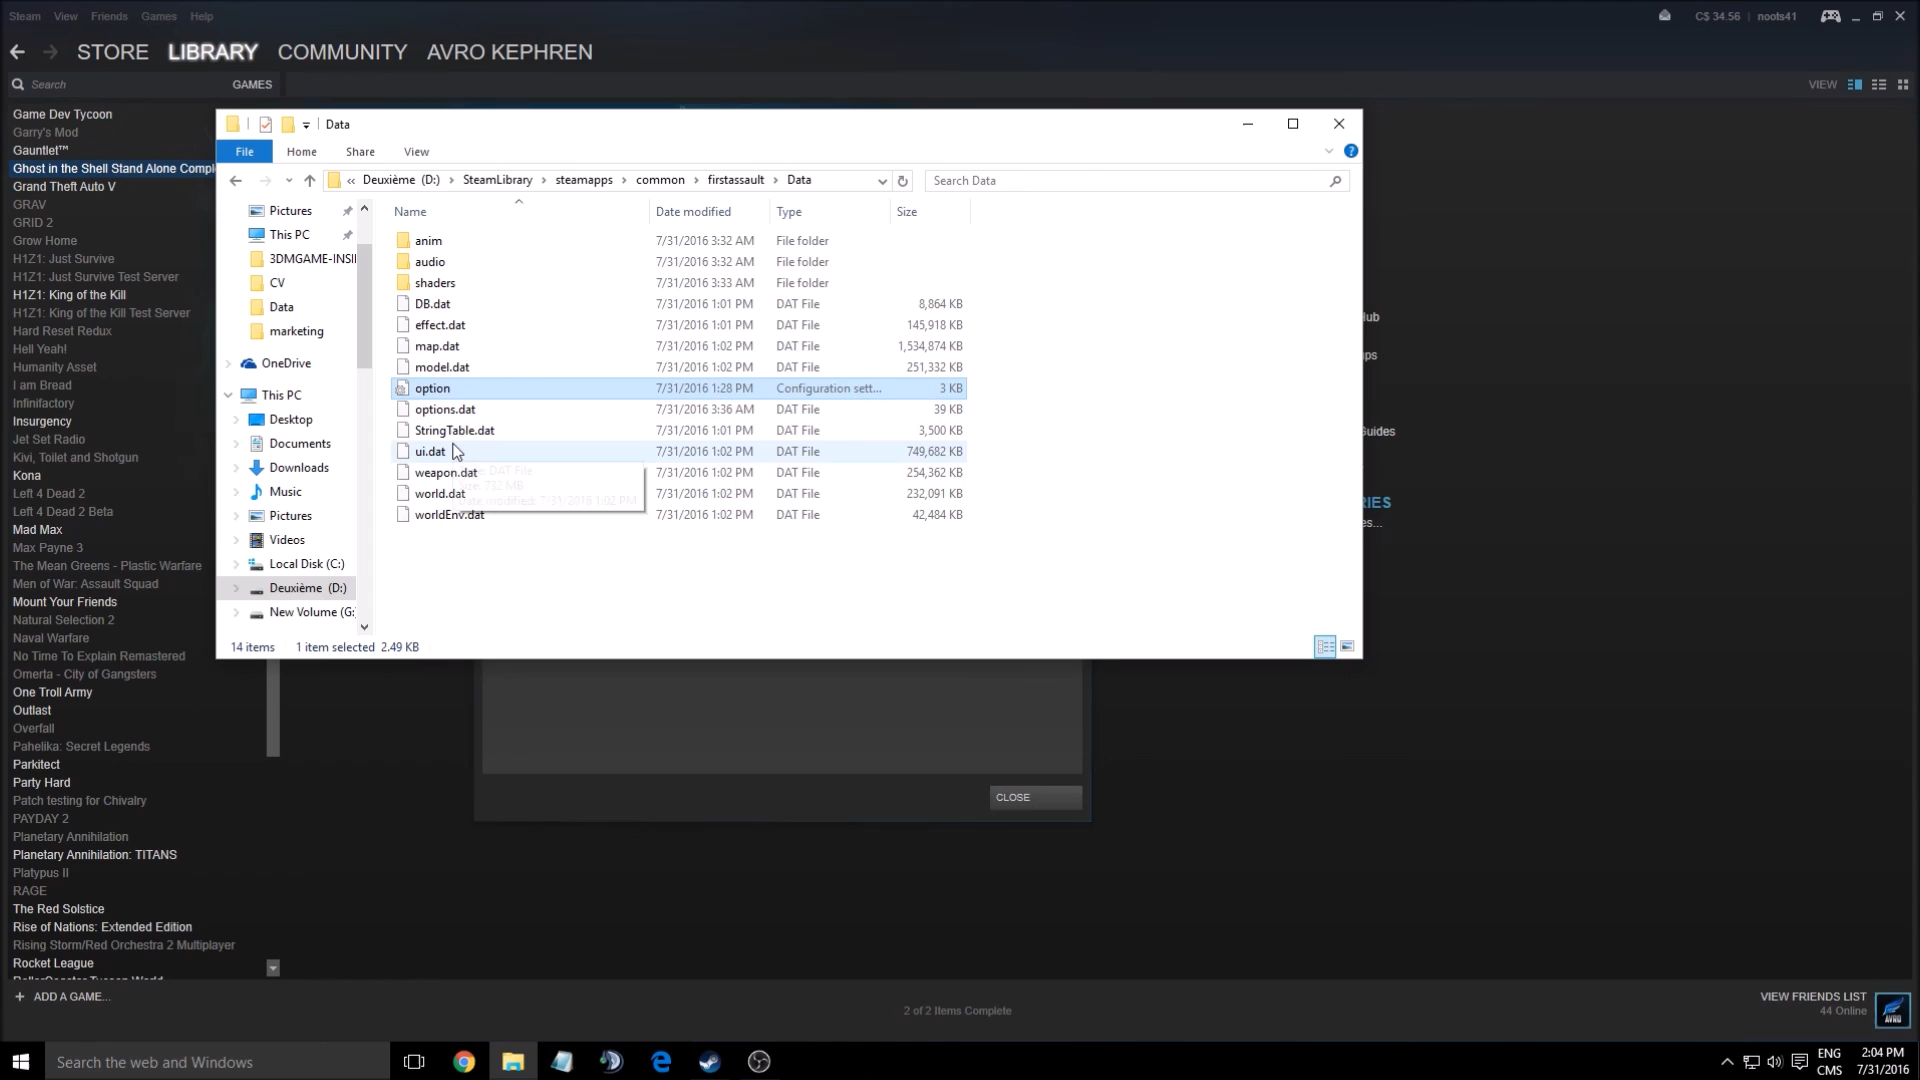 Steam View Friends Games Help
C$ 34.56 | noots41
STORE LIBRARY COMMUNITY AVRO KEPHREN
Search GAMES
VIEW
Game Dev Tycoon
Garry's Mod
Gauntlet™
Ghost in the Shell Stand Alone Compl
Grand Theft Auto V
GRAV
GRID 2
Grow Home
H1Z1: Just Survive
H1Z1: Just Survive Test Server
H1Z1: King of the Kill
H1Z1: King of the Kill Test Server
Hard Reset Redux
Hell Yeah!
Humanity Asset
I am Bread
Infinifactory
Insurgency
Jet Set Radio
Kivi, Toilet and Shotgun
Kona
Left 4 Dead 2
Left 4 Dead 2 Beta
Mad Max
Max Payne 3
The Mean Greens - Plastic Warfare
Men of War: Assault Squad
Mount Your Friends
Natural Selection 2
Naval Warfare
No Time To Explain Remastered
Omerta - City of Gangsters
One Troll Army
Outlast
Overfall
Pahelika: Secret Legends
Parkitect
Party Hard
Patch testing for Chivalry
PAYDAY 2
Planetary Annihilation
Planetary Annihilation: TITANS
Platypus II
RAGE
The Red Solstice
Rise of Nations: Extended Edition
Rising Storm/Red Orchestra 2 Multiplayer
Rocket League
Data
File Home Share View
« Deuxième (D:) > SteamLibrary > steamapps > common > firstassault > Data
Search Data
Pictures
This PC
3DMGAME-INSI
CV
Data
marketing
OneDrive
This PC
Desktop
Documents
Downloads
Music
Pictures
Videos
Local Disk (C:)
Deuxième (D:)
New Volume (G:
Name Date modified Type Size
anim 7/31/2016 3:32 AM File folder
audio 7/31/2016 3:32 AM File folder
shaders 7/31/2016 3:33 AM File folder
DB.dat 7/31/2016 1:01 PM DAT File 8,864 KB
effect.dat 7/31/2016 1:01 PM DAT File 145,918 KB
map.dat 7/31/2016 1:02 PM DAT File 1,534,874 KB
model.dat 7/31/2016 1:02 PM DAT File 251,332 KB
option 7/31/2016 1:28 PM Configuration sett... 3 KB
options.dat 7/31/2016 3:36 AM DAT File 39 KB
StringTable.dat 7/31/2016 1:01 PM DAT File 3,500 KB
ui.dat 7/31/2016 1:02 PM DAT File 749,682 KB
weapon.dat 7/31/2016 1:02 PM DAT File 254,362 KB
world.dat 7/31/2016 1:02 PM DAT File 232,091 KB
worldEnv.dat 7/31/2016 1:02 PM DAT File 42,484 KB
DAT File
Size: 732 MB
Date modified: 7/31/2016 1:02 PM
14 items 1 item selected 2.49 KB
ub
ps
Guides
RIES
s...
CLOSE
+ ADD A GAME...
2 of 2 Items Complete
VIEW FRIENDS LIST
44 Online
AVRO
Search the web and Windows
ENG
CMS
2:04 PM
7/31/2016